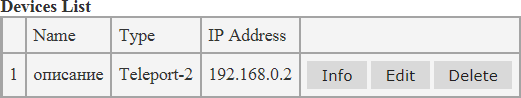 Devices List
Name Type IP Address
1 описание Teleport-2 192.168.0.2 Info Edit Delete